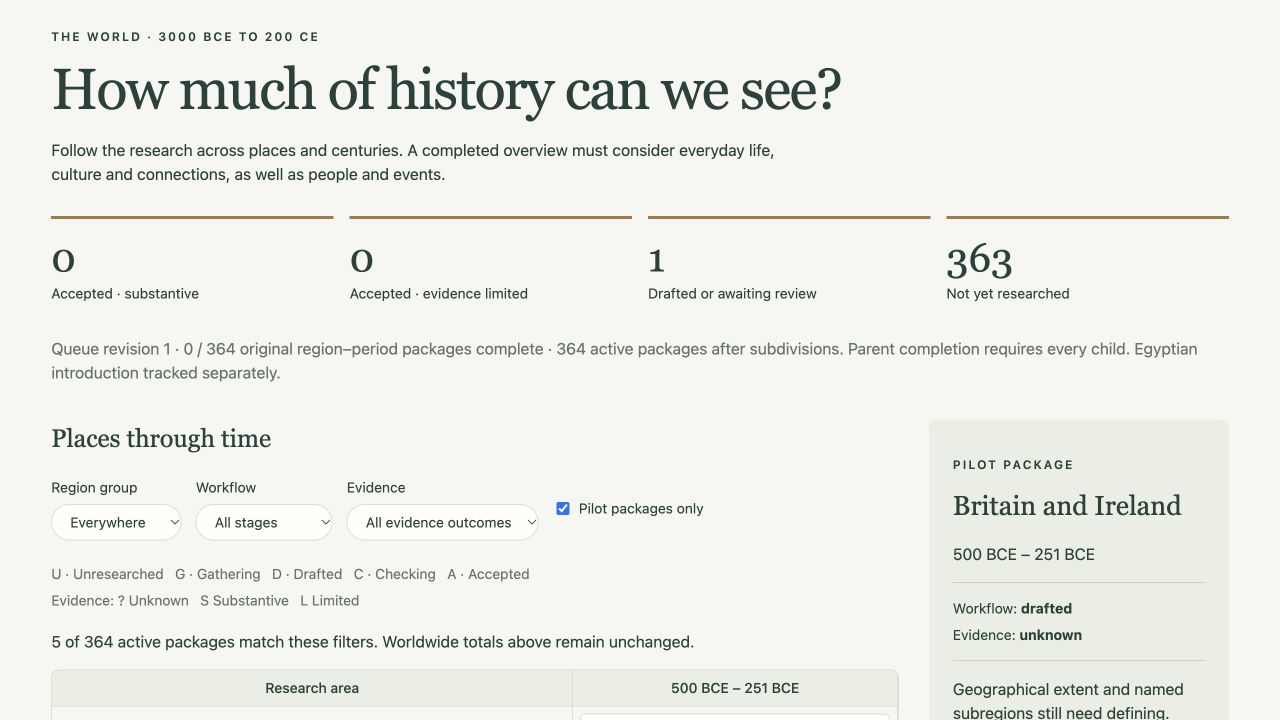 THE WORLD · 3000 BCE TO 200 CE
How much of history can we see?
Follow the research across places and centuries. A completed overview must consider everyday life,
culture and connections, as well as people and events.
0
Accepted · substantive
0
Accepted · evidence limited
1
Drafted or awaiting review
363
Not yet researched
Queue revision 1 · 0 / 364 original region–period packages complete · 364 active packages after subdivisions. Parent completion requires every child. Egyptian
introduction tracked separately.
Places through time
Region group
Everywhere
Workflow
All stages
Evidence
All evidence outcomes
Pilot packages only
U · Unresearched G · Gathering D · Drafted C · Checking A · Accepted
Evidence: ? Unknown S Substantive L Limited
5 of 364 active packages match these filters. Worldwide totals above remain unchanged.
Research area
500 BCE – 251 BCE
PILOT PACKAGE
Britain and Ireland
500 BCE – 251 BCE
Workflow: drafted
Evidence: unknown
Geographical extent and named
subregions still need defining.